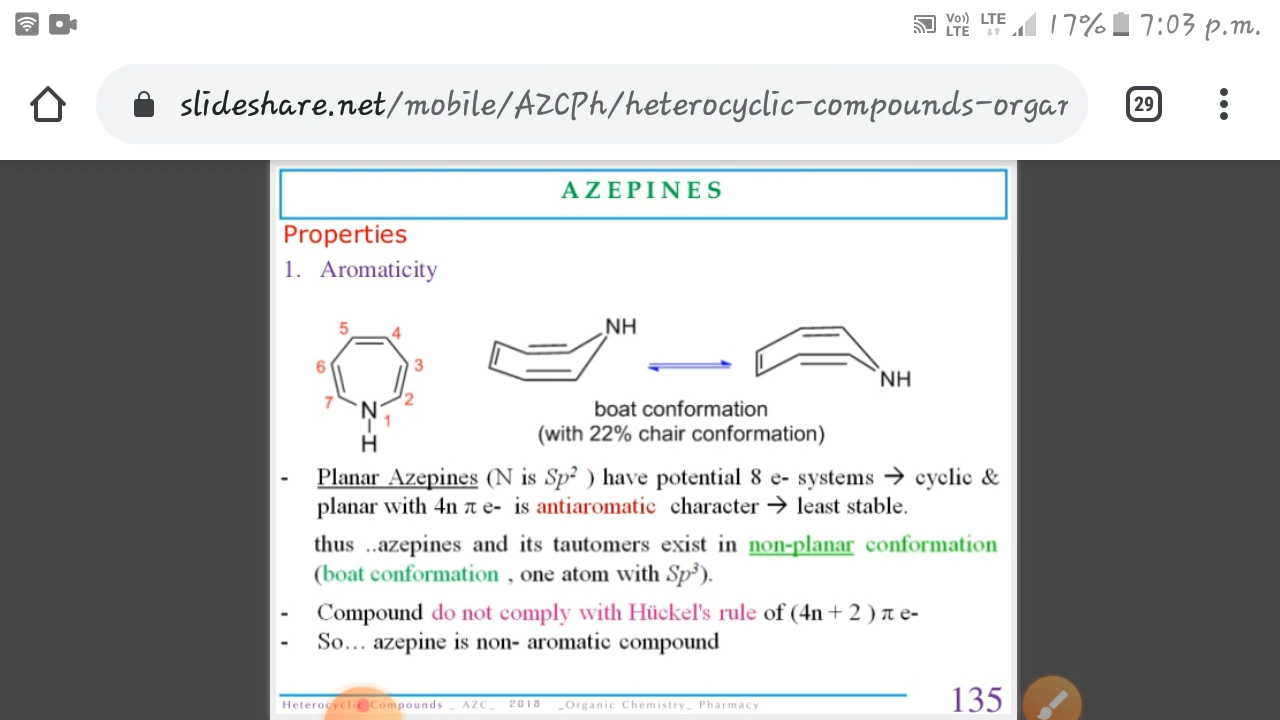 Vo)) LTE LTE 17% 7:03 p.m.
slideshare.net/mobile/AZCPh/heterocyclic-compounds-orgar 29
AZEPINES
Properties
1. Aromaticity
5 4 6 3 7 2 N 1 H
NH
NH
boat conformation
(with 22% chair conformation)
- Planar Azepines (N is Sp² ) have potential 8 e- systems → cyclic &
planar with 4n π e- is antiaromatic character → least stable.
thus ..azepines and its tautomers exist in non-planar conformation
(boat conformation , one atom with Sp³).
- Compound do not comply with Hückel's rule of (4n + 2 ) π e-
- So... azepine is non- aromatic compound
Heterocyclic Compounds _ AZC_ 2018 _Organic Chemistry_ Pharmacy 135